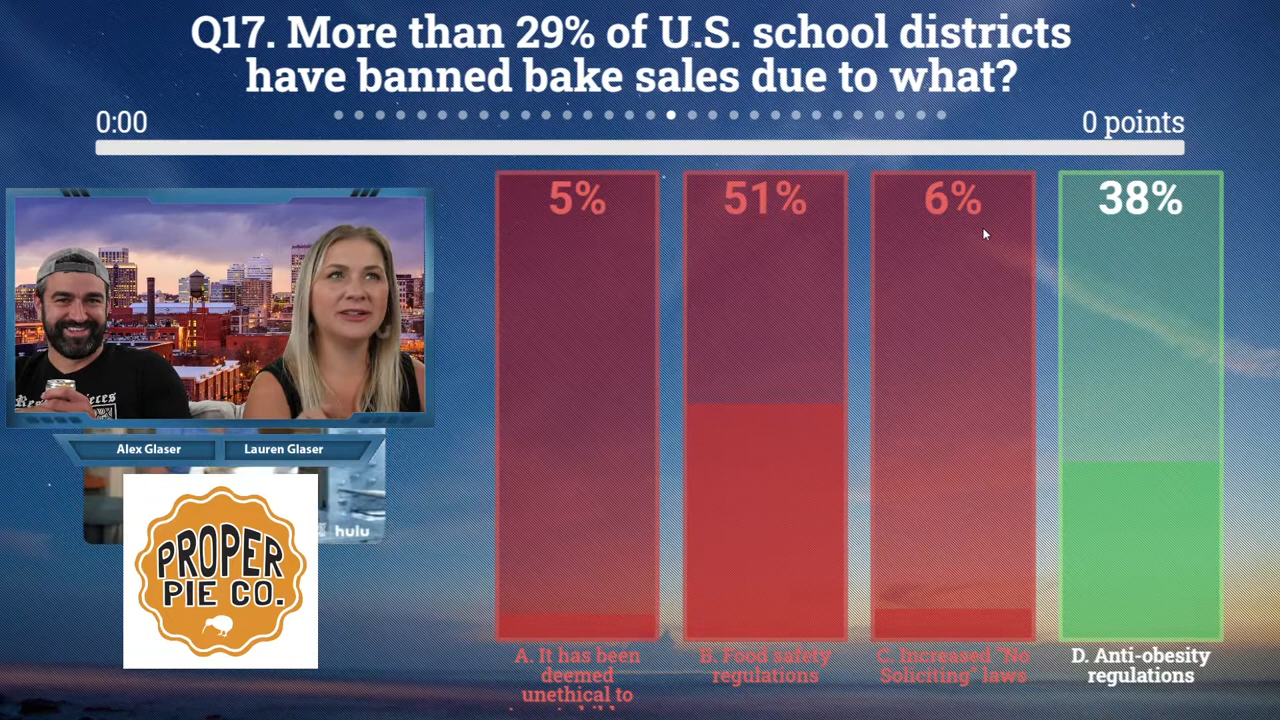 Q17. More than 29% of U.S. school districts
have banned bake sales due to what?
0:00
0 points
5%
51%
6%
38%
Alex Glaser
Lauren Glaser
hulu
PROPER
PIE CO.
A. It has been
deemed
unethical to
B. Food safety
regulations
C. Increased "No
Soliciting" laws
D. Anti-obesity
regulations